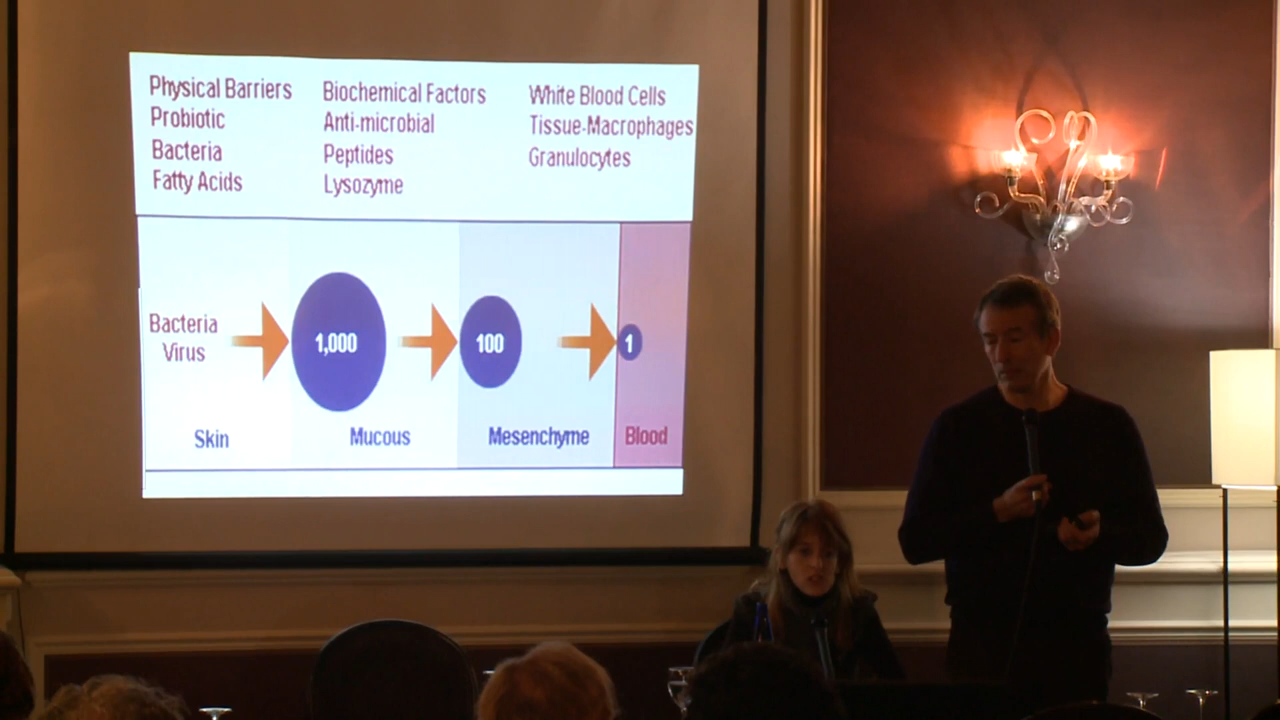 Physical Barriers
Probiotic
Bacteria
Fatty Acids
Biochemical Factors
Anti-microbial
Peptides
Lysozyme
White Blood Cells
Tissue-Macrophages
Granulocytes
Bacteria
Virus
1,000
100
1
Skin
Mucous
Mesenchyme
Blood